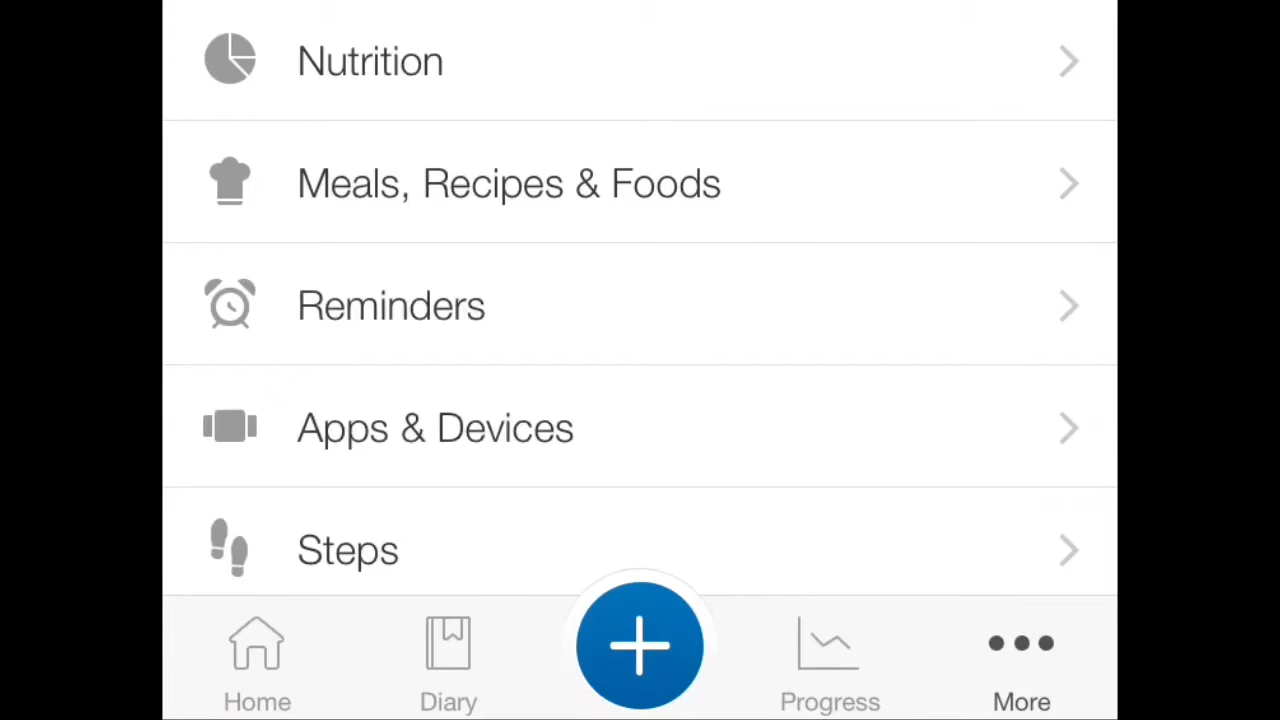 Nutrition
Meals, Recipes & Foods
Reminders
Apps & Devices
Steps
Home
Diary
Progress
More